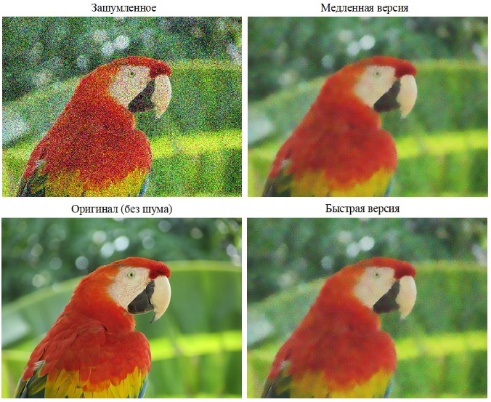 Зашумленное
Медленная версия
Оригинал (без шума)
Быстрая версия